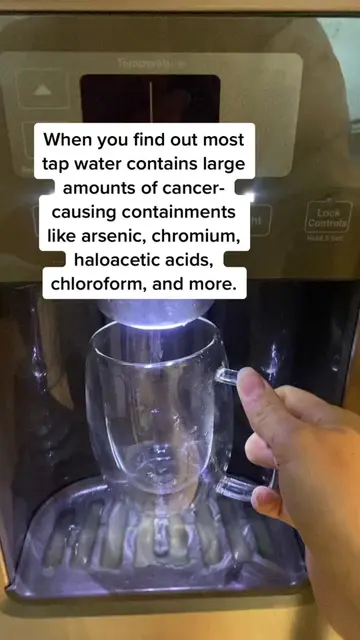 Temperature
When you find out most
tap water contains large
amounts of cancer-
causing containments
like arsenic, chromium,
haloacetic acids,
chloroform, and more.
Lock
Controls